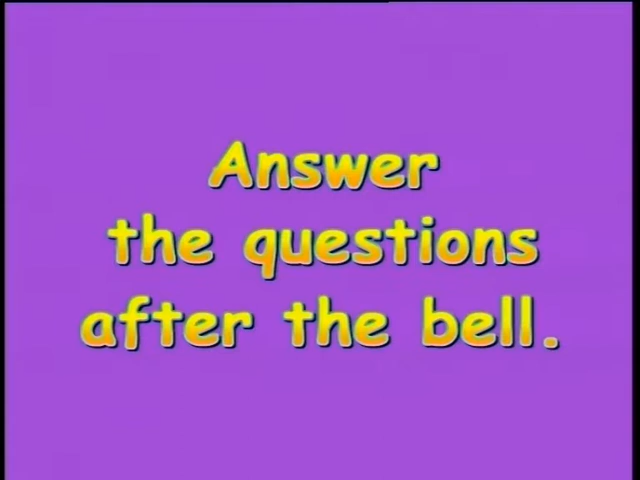 Answer
the questions
after the bell.